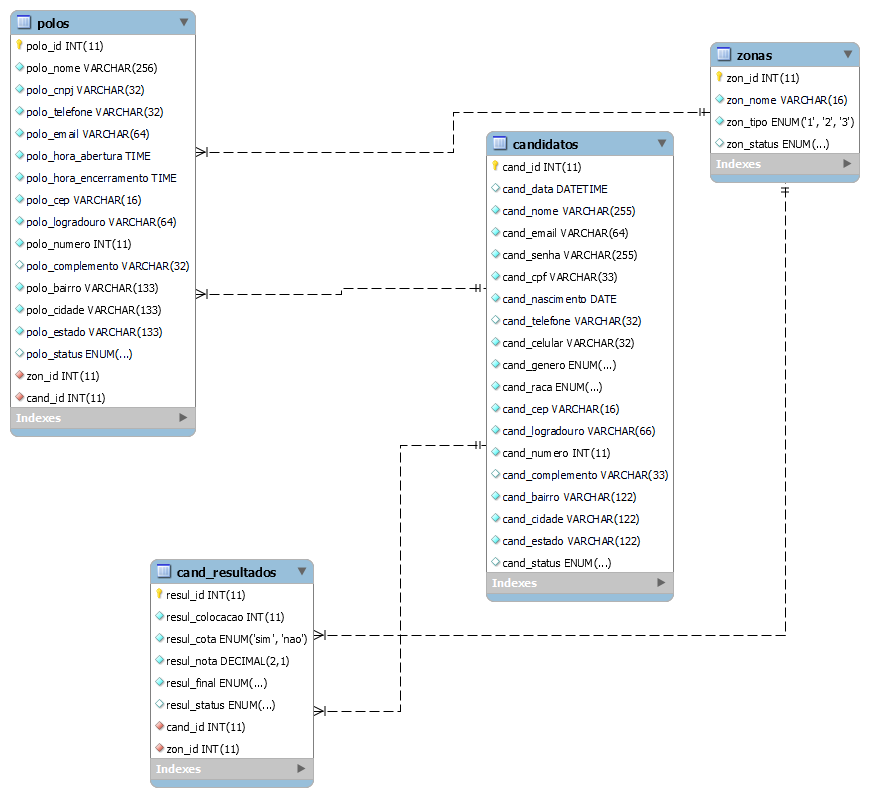 polos
polo_id INT(11)
polo_nome VARCHAR(256)
polo_cnpj VARCHAR(32)
polo_telefone VARCHAR(32)
polo_email VARCHAR(64)
polo_hora_abertura TIME
polo_hora_encerramento TIME
polo_cep VARCHAR(16)
polo_logradouro VARCHAR(64)
polo_numero INT(11)
polo_complemento VARCHAR(32)
polo_bairro VARCHAR(133)
polo_cidade VARCHAR(133)
polo_estado VARCHAR(133)
polo_status ENUM(...)
zon_id INT(11)
cand_id INT(11)
Indexes
zonas
zon_id INT(11)
zon_nome VARCHAR(16)
zon_tipo ENUM('1', '2', '3')
zon_status ENUM(...)
Indexes
candidatos
cand_id INT(11)
cand_data DATETIME
cand_nome VARCHAR(255)
cand_email VARCHAR(64)
cand_senha VARCHAR(255)
cand_cpf VARCHAR(33)
cand_nascimento DATE
cand_telefone VARCHAR(32)
cand_celular VARCHAR(32)
cand_genero ENUM(...)
cand_raca ENUM(...)
cand_cep VARCHAR(16)
cand_logradouro VARCHAR(66)
cand_numero INT(11)
cand_complemento VARCHAR(33)
cand_bairro VARCHAR(122)
cand_cidade VARCHAR(122)
cand_estado VARCHAR(122)
cand_status ENUM(...)
Indexes
cand_resultados
resul_id INT(11)
resul_colocacao INT(11)
resul_cota ENUM('sim', 'nao')
resul_nota DECIMAL(2,1)
resul_final ENUM(...)
resul_status ENUM(...)
cand_id INT(11)
zon_id INT(11)
Indexes